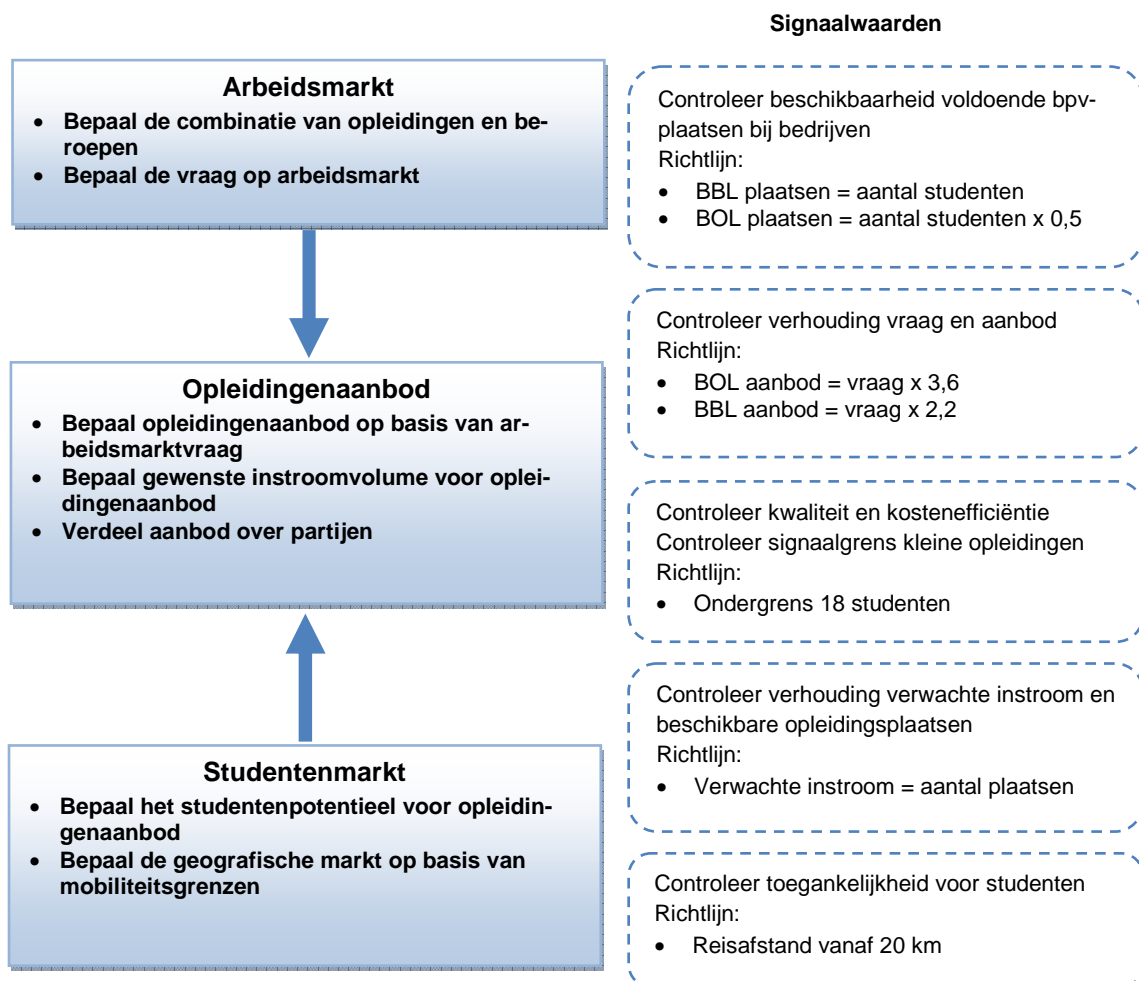 Signaalwaarden
Arbeidsmarkt
• Bepaal de combinatie van opleidingen en be-
roepen
• Bepaal de vraag op arbeidsmarkt
Controleer beschikbaarheid voldoende bpv-
plaatsen bij bedrijven
Richtlijn:
• BBL plaatsen = aantal studenten
• BOL plaatsen = aantal studenten x 0,5
Opleidingenaanbod
• Bepaal opleidingenaanbod op basis van ar-
beidsmarktvraag
• Bepaal gewenste instroomvolume voor oplei-
dingenaanbod
• Verdeel aanbod over partijen
Controleer verhouding vraag en aanbod
Richtlijn:
• BOL aanbod = vraag x 3,6
• BBL aanbod = vraag x 2,2
Controleer kwaliteit en kostenefficiëntie
Controleer signaalgrens kleine opleidingen
Richtlijn:
• Ondergrens 18 studenten
Controleer verhouding verwachte instroom en
beschikbare opleidingsplaatsen
Richtlijn:
• Verwachte instroom = aantal plaatsen
Studentenmarkt
• Bepaal het studentenpotentieel voor opleidin-
genaanbod
• Bepaal de geografische markt op basis van
mobiliteitsgrenzen
Controleer toegankelijkheid voor studenten
Richtlijn:
• Reisafstand vanaf 20 km